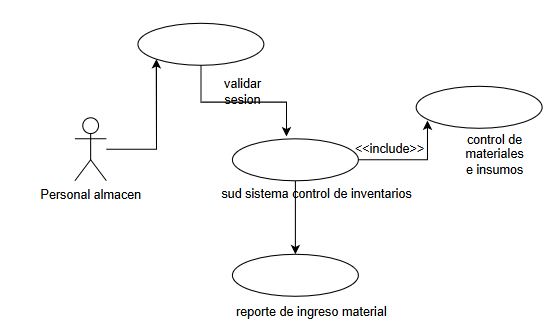 validar
sesion
<<include>>
control de
materiales
e insumos
Personal almacen
sud sistema control de inventarios
reporte de ingreso material